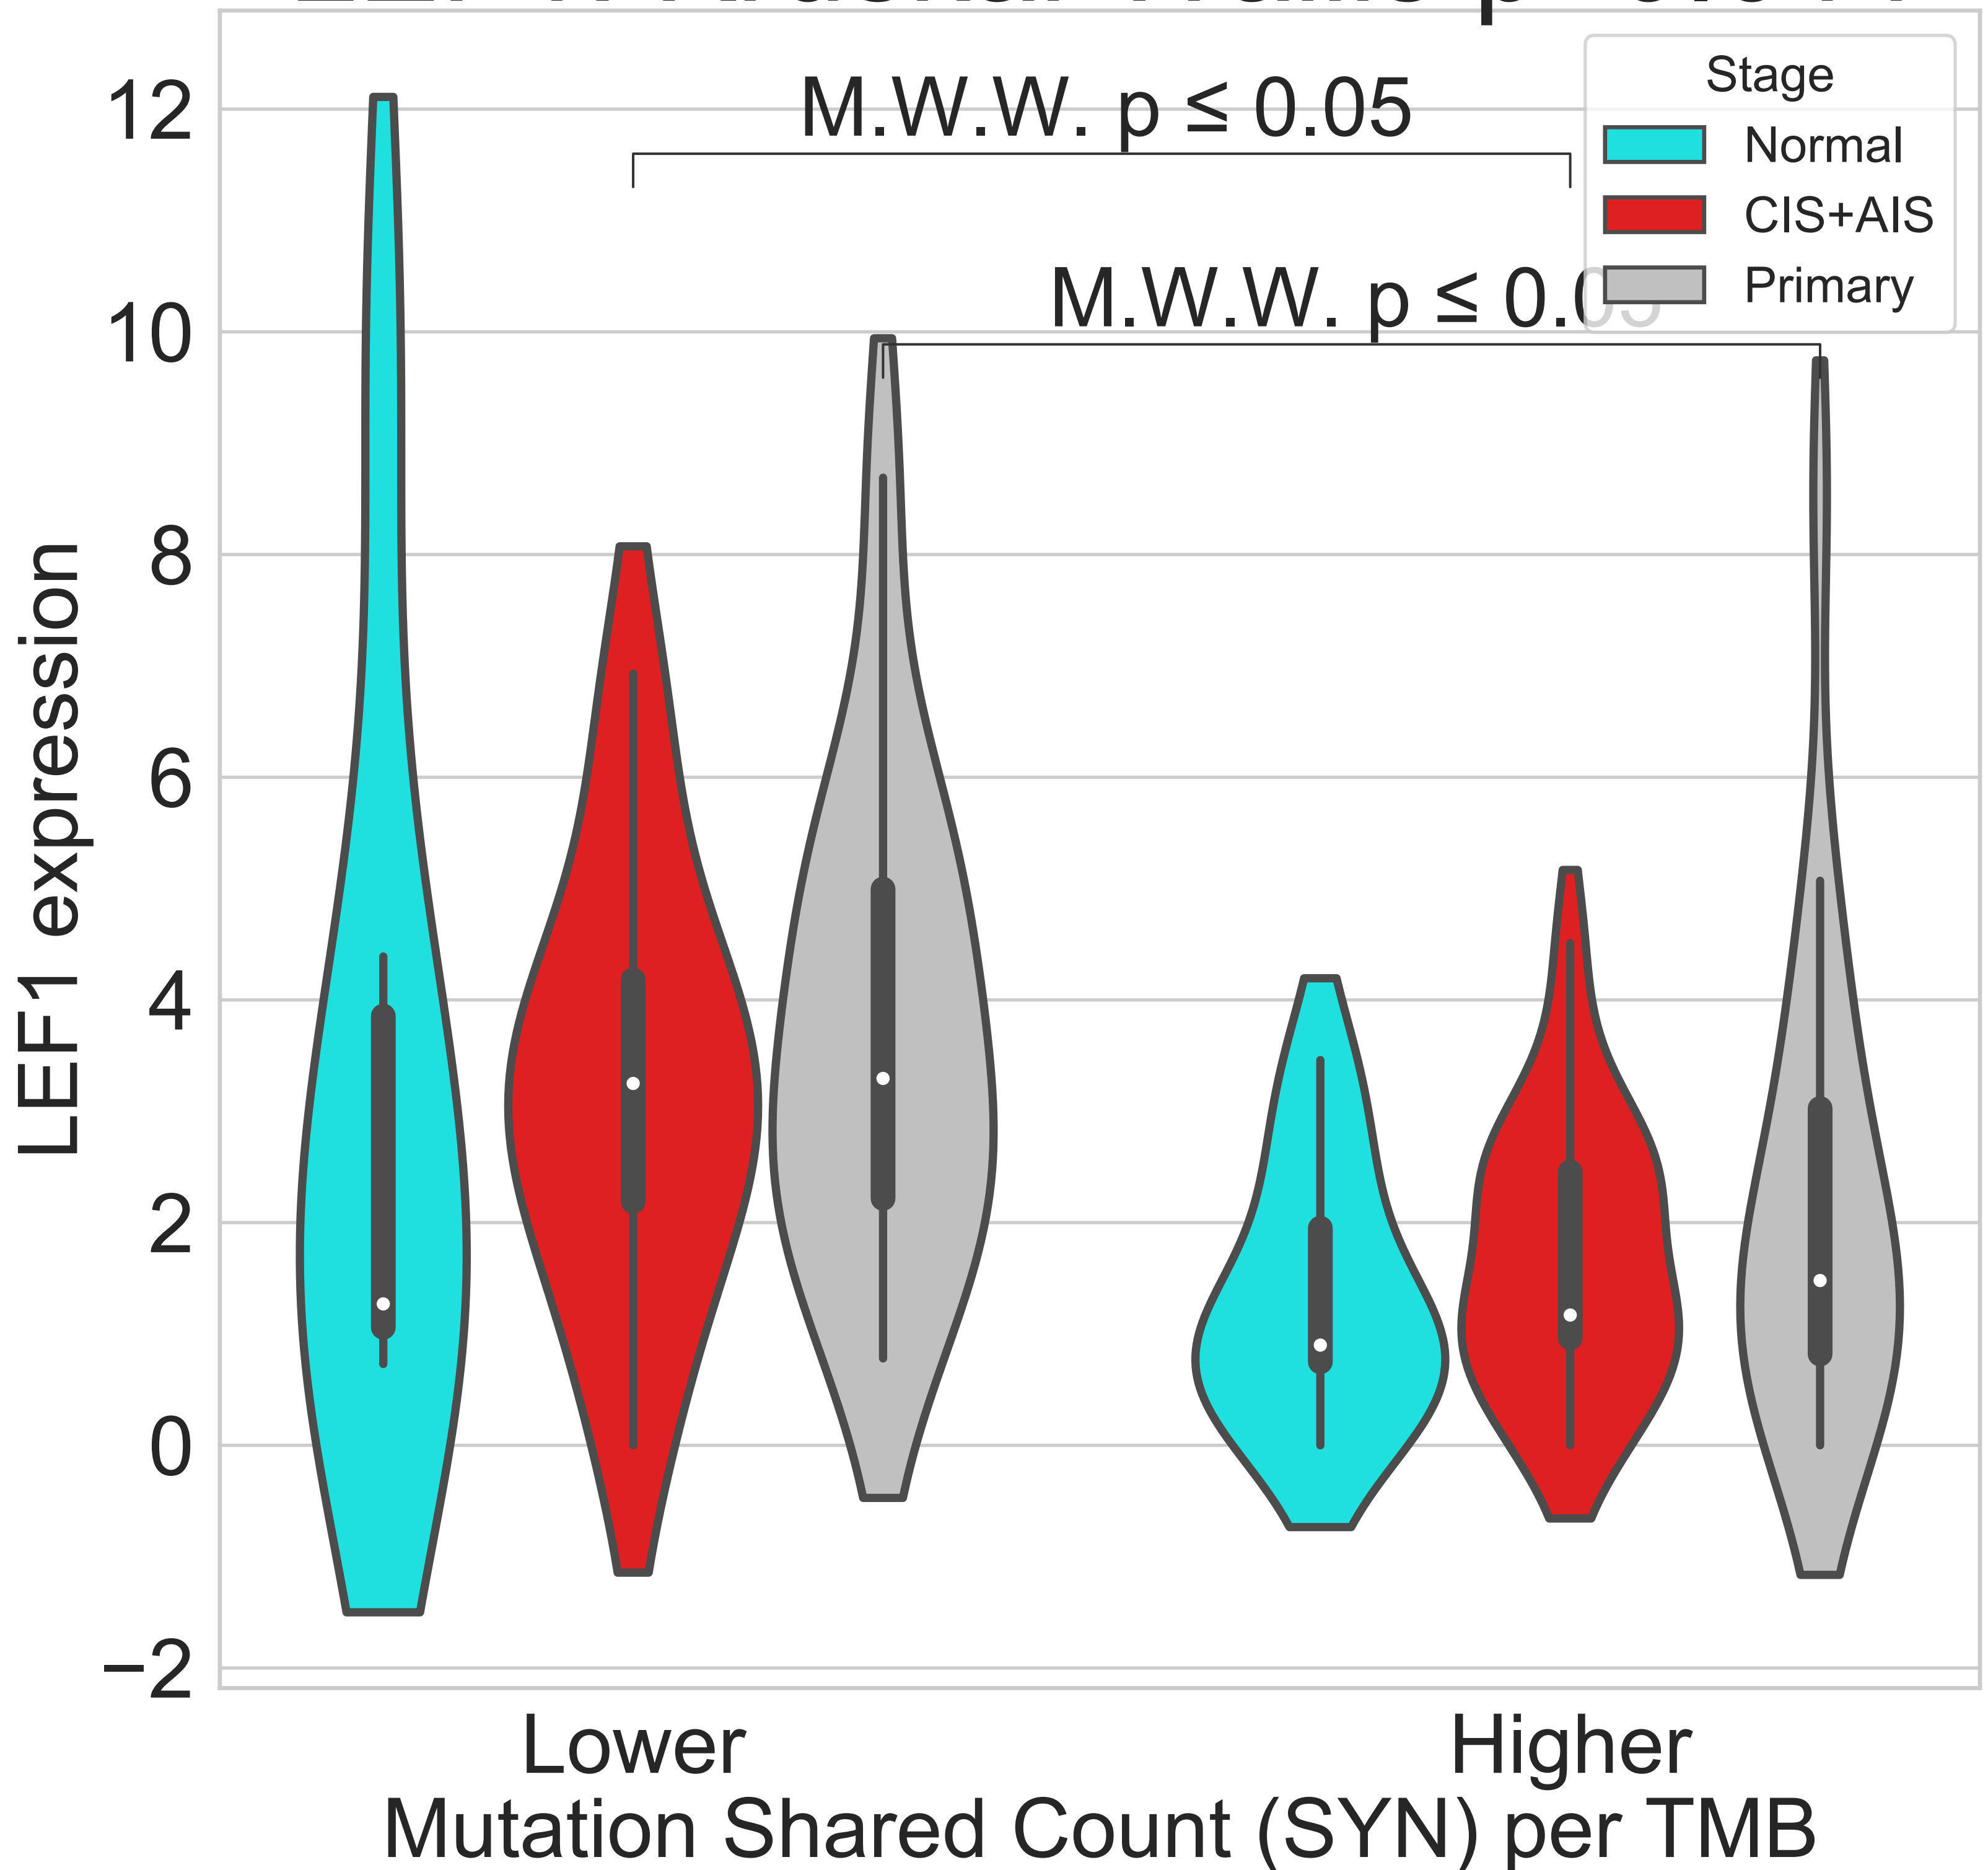 M.W.W. p ≤ 0.05
M.W.W. p ≤ 0.05
Stage
Normal
CIS+AIS
Primary
12
10
8
6
4
2
0
−2
LEF1 expression
Lower
Higher
Mutation Shared Count (SYN) per TMB